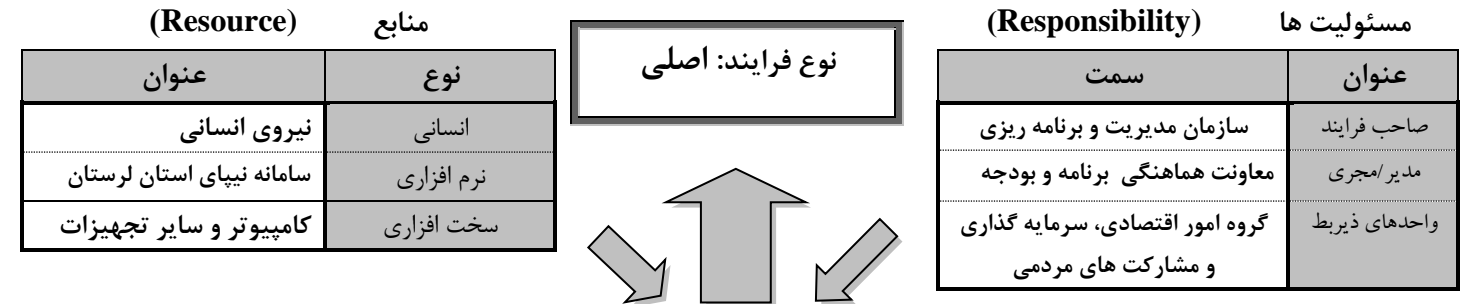 مسئولیت ها (Responsibility)
عنوان سمت
صاحب فرایند سازمان مدیریت و برنامه ریزی
مدیر/مجری معاونت هماهنگی برنامه و بودجه
واحدهای ذیربط گروه امور اقتصادی، سرمایه گذاری
و مشارکت های مردمی
نوع فرایند: اصلی
منابع (Resource)
نوع عنوان
انسانی نیروی انسانی
نرم افزاری سامانه نیپای استان لرستان
سخت افزاری کامپیوتر و سایر تجهیزات